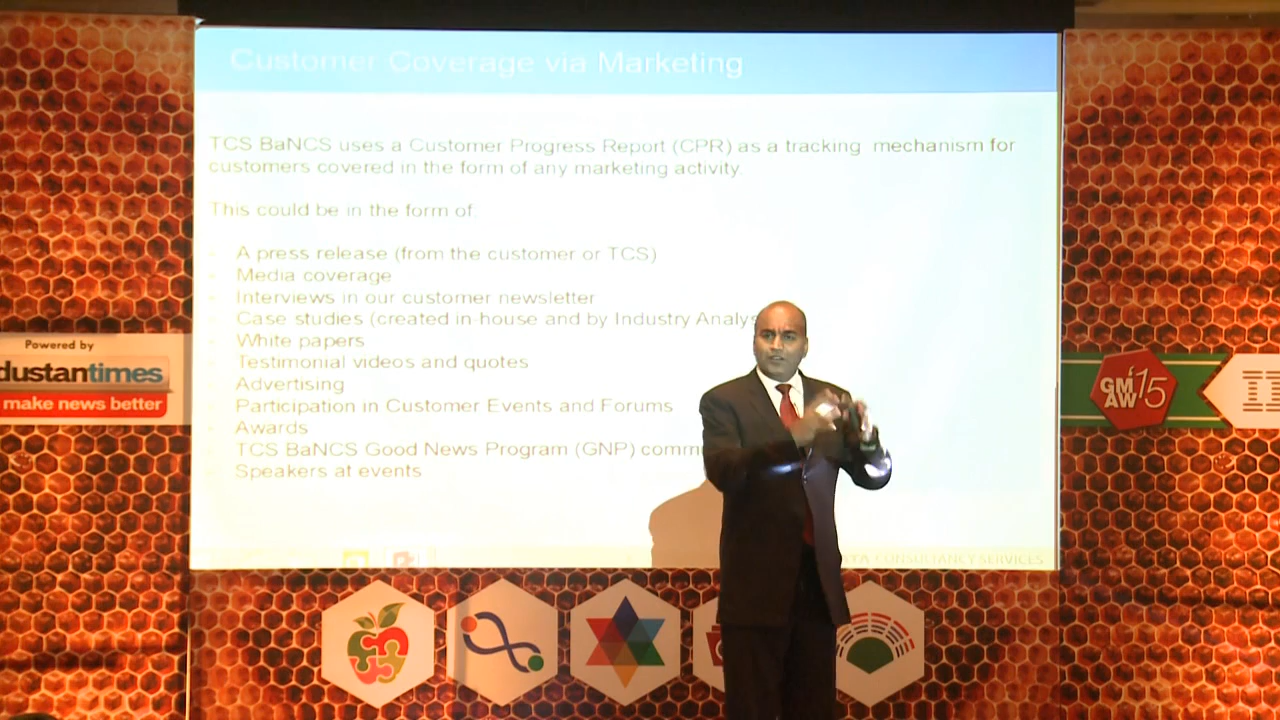 Customer Coverage via Marketing
TCS BaNCS uses a Customer Progress Report (CPR) as a tracking mechanism for
customers covered in the form of any marketing activity.
This could be in the form of:
A press release (from the customer or TCS)
Media coverage
Interviews in our customer newsletter
Case studies (created in-house and by Industry
White papers
Testimonial videos and quotes
Advertising
Participation in Customer Events and Forums
Awards
TCS BaNCS Good News Program (GNP)
Speakers at events
CONSULTANCY SERVICES
Powered by
dustantimes
make news better
GM '15
AW